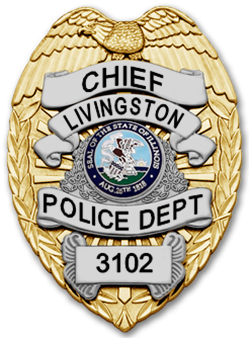 CHIEF
LIVINGSTON
SEAL OF THE STATE OF ILLINOIS
AUG. 26TH 1818
POLICE DEPT
3102